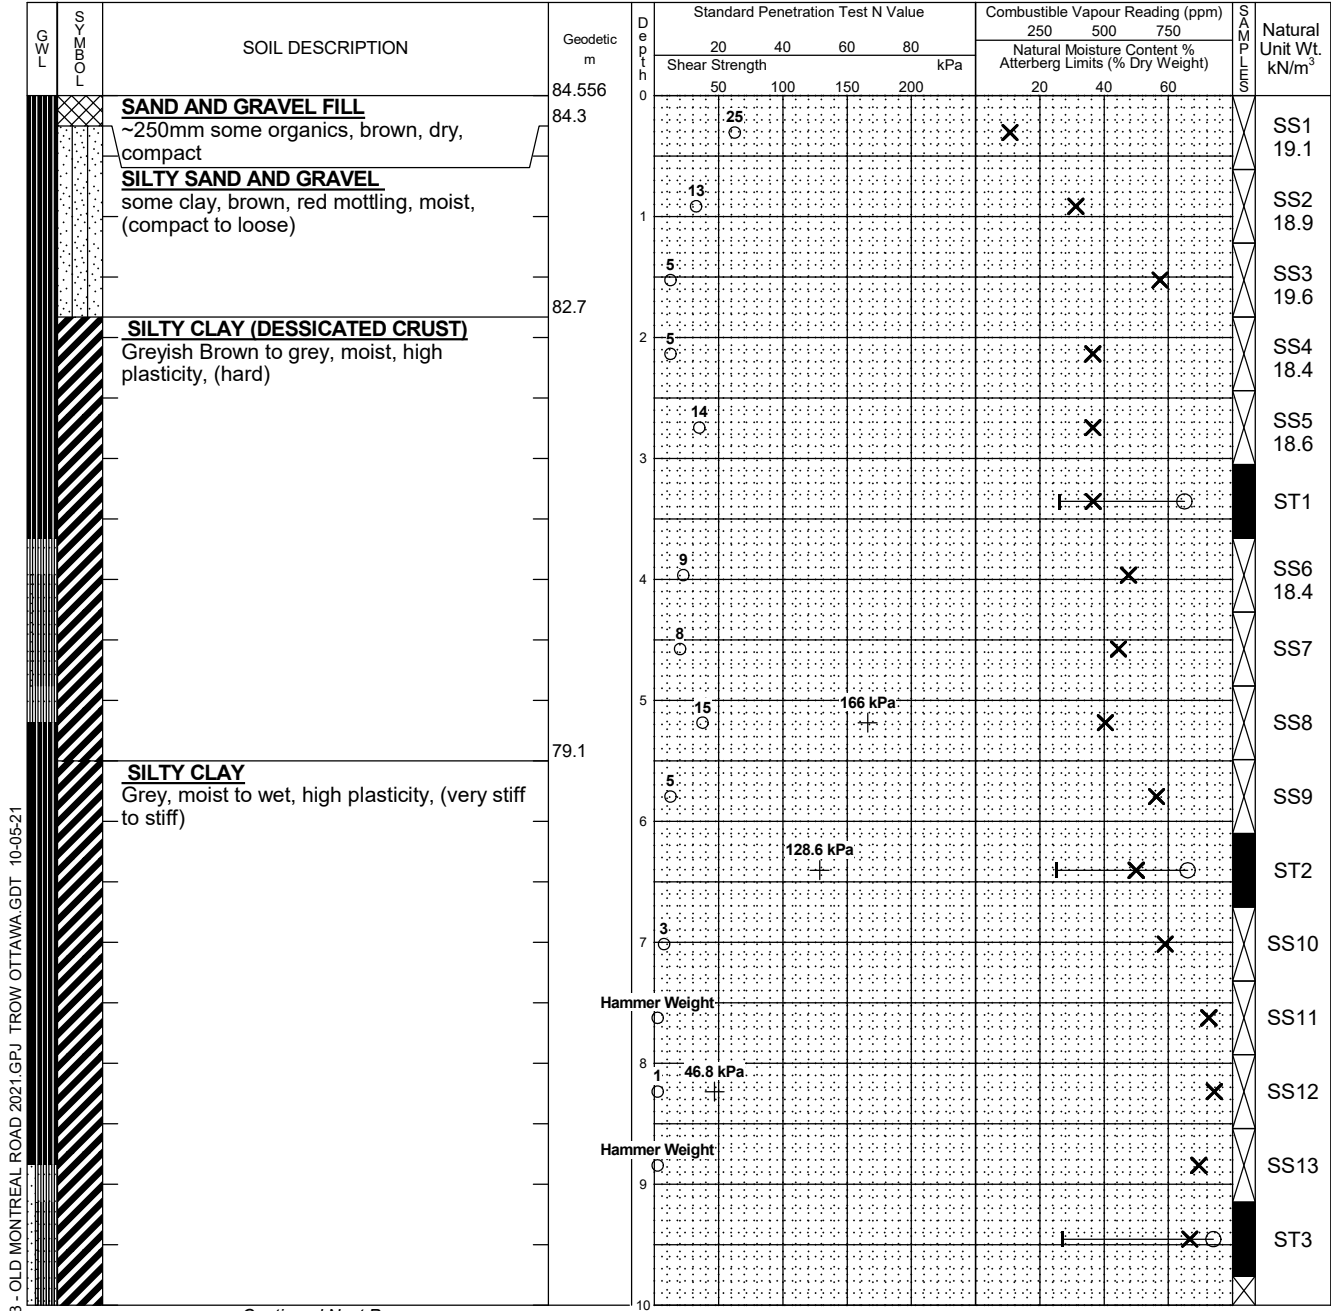 GWL
SYMBOL
SOIL DESCRIPTION
Geodetic
m
Depth
Standard Penetration Test N Value
20 40 60 80
Shear Strength kPa
50 100 150 200
Combustible Vapour Reading (ppm)
250 500 750
Natural Moisture Content %
Atterberg Limits (% Dry Weight)
20 40 60
SAMPLES
Natural
Unit Wt.
kN/m³
84.556
0
SAND AND GRAVEL FILL
84.3
~250mm some organics, brown, dry,
compact
25
SS1
19.1
SILTY SAND AND GRAVEL
some clay, brown, red mottling, moist,
(compact to loose)
13
1
SS2
18.9
5
SS3
19.6
82.7
SILTY CLAY (DESSICATED CRUST)
Greyish Brown to grey, moist, high
plasticity, (hard)
2
5
SS4
18.4
14
SS5
18.6
3
ST1
9
SS6
18.4
4
8
SS7
5
15
166 kPa
SS8
79.1
SILTY CLAY
Grey, moist to wet, high plasticity, (very stiff
to stiff)
5
SS9
6
128.6 kPa
ST2
3
7
SS10
Hammer Weight
SS11
8
1
46.8 kPa
SS12
Hammer Weight
SS13
9
ST3
10
- OLD MONTREAL ROAD 2021.GPJ TROW OTTAWA.GDT 10-05-21